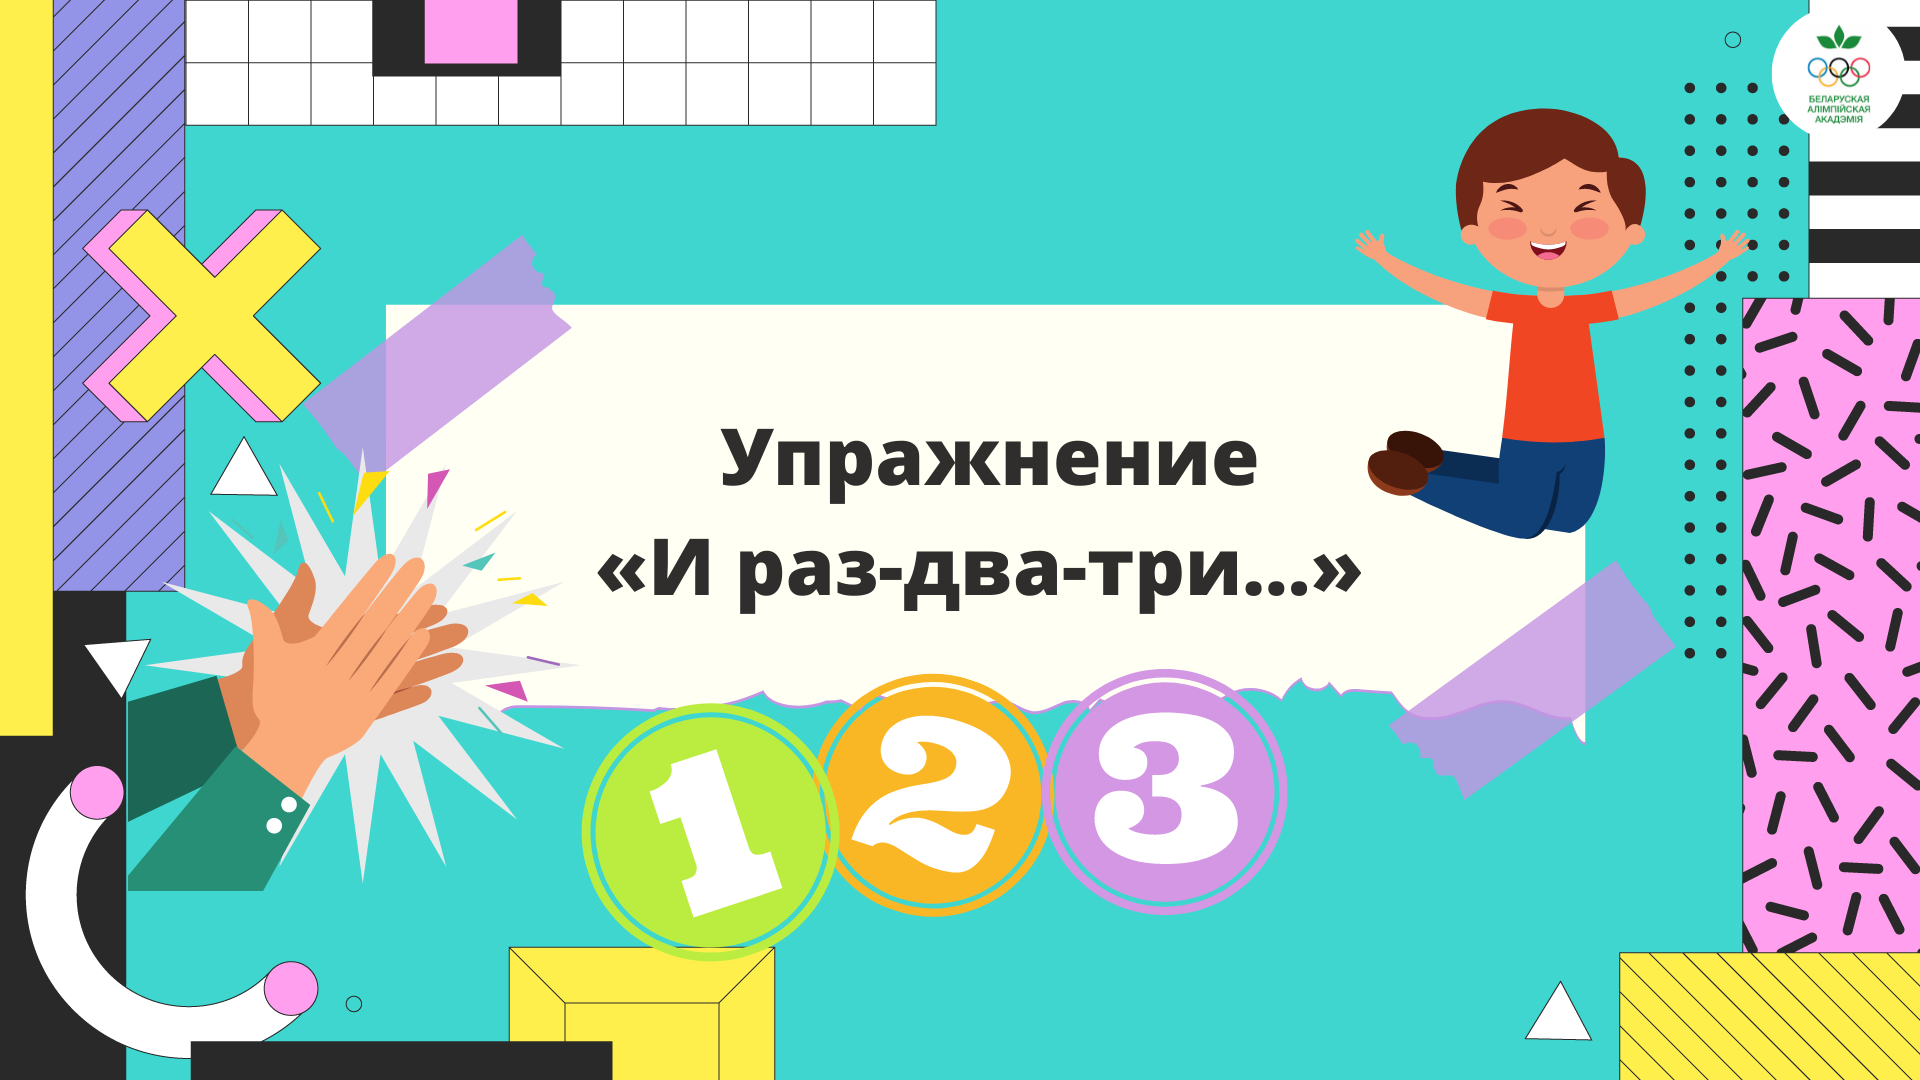 БЕЛАРУСКАЯ
АЛІМПІЙСКАЯ
АКАДЭМІЯ
Упражнение
«И раз-два-три...»
1 2 3